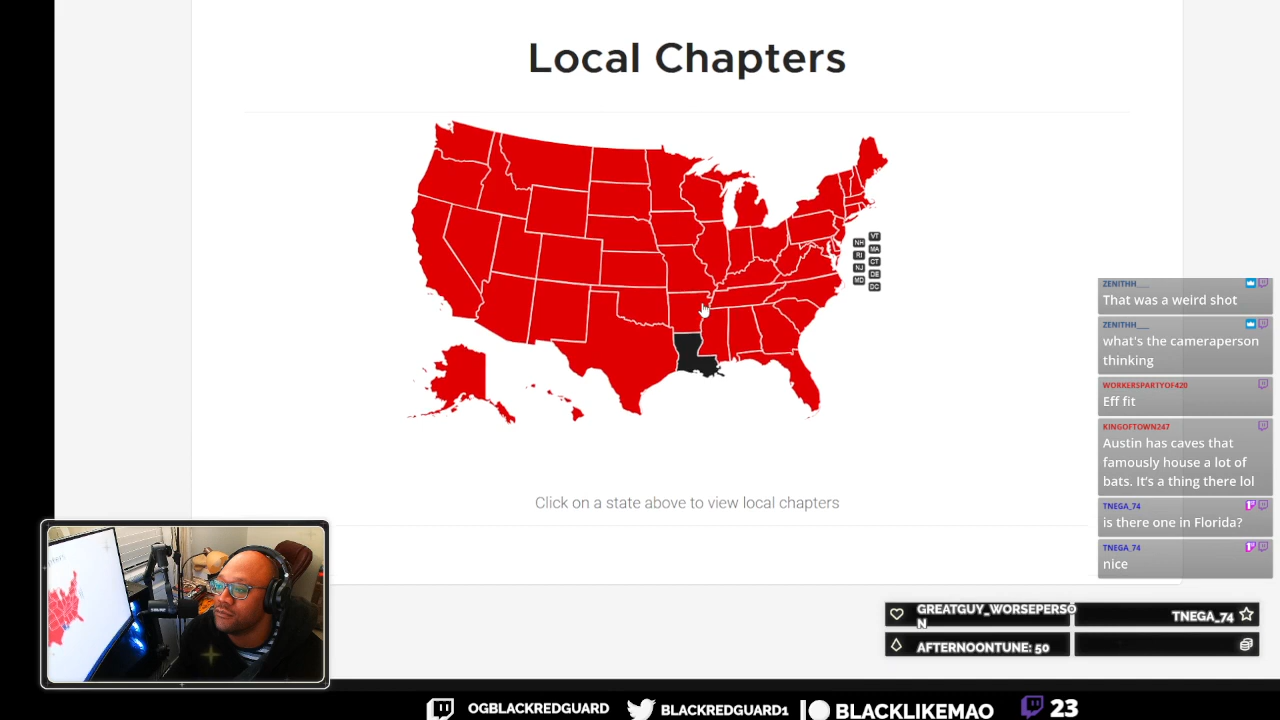 Local Chapters
VT
NH
MA
RI
CT
NJ
DE
MD
DC
Click on a state above to view local chapters
ZENITHH___
That was a weird shot
ZENITHH___
what's the cameraperson
thinking
WORKERSPARTYOF420
Eff fit
KINGOFTOWN247
Austin has caves that
famously house a lot of
bats. It's a thing there lol
TNEGA_74
is there one in Florida?
TNEGA_74
nice
GREATGUY_WORSEPERSO
N
TNEGA_74
AFTERNOONTUNE: 50
OGBLACKREDGUARD
BLACKREDGUARD1
BLACKLIKEMAO
23